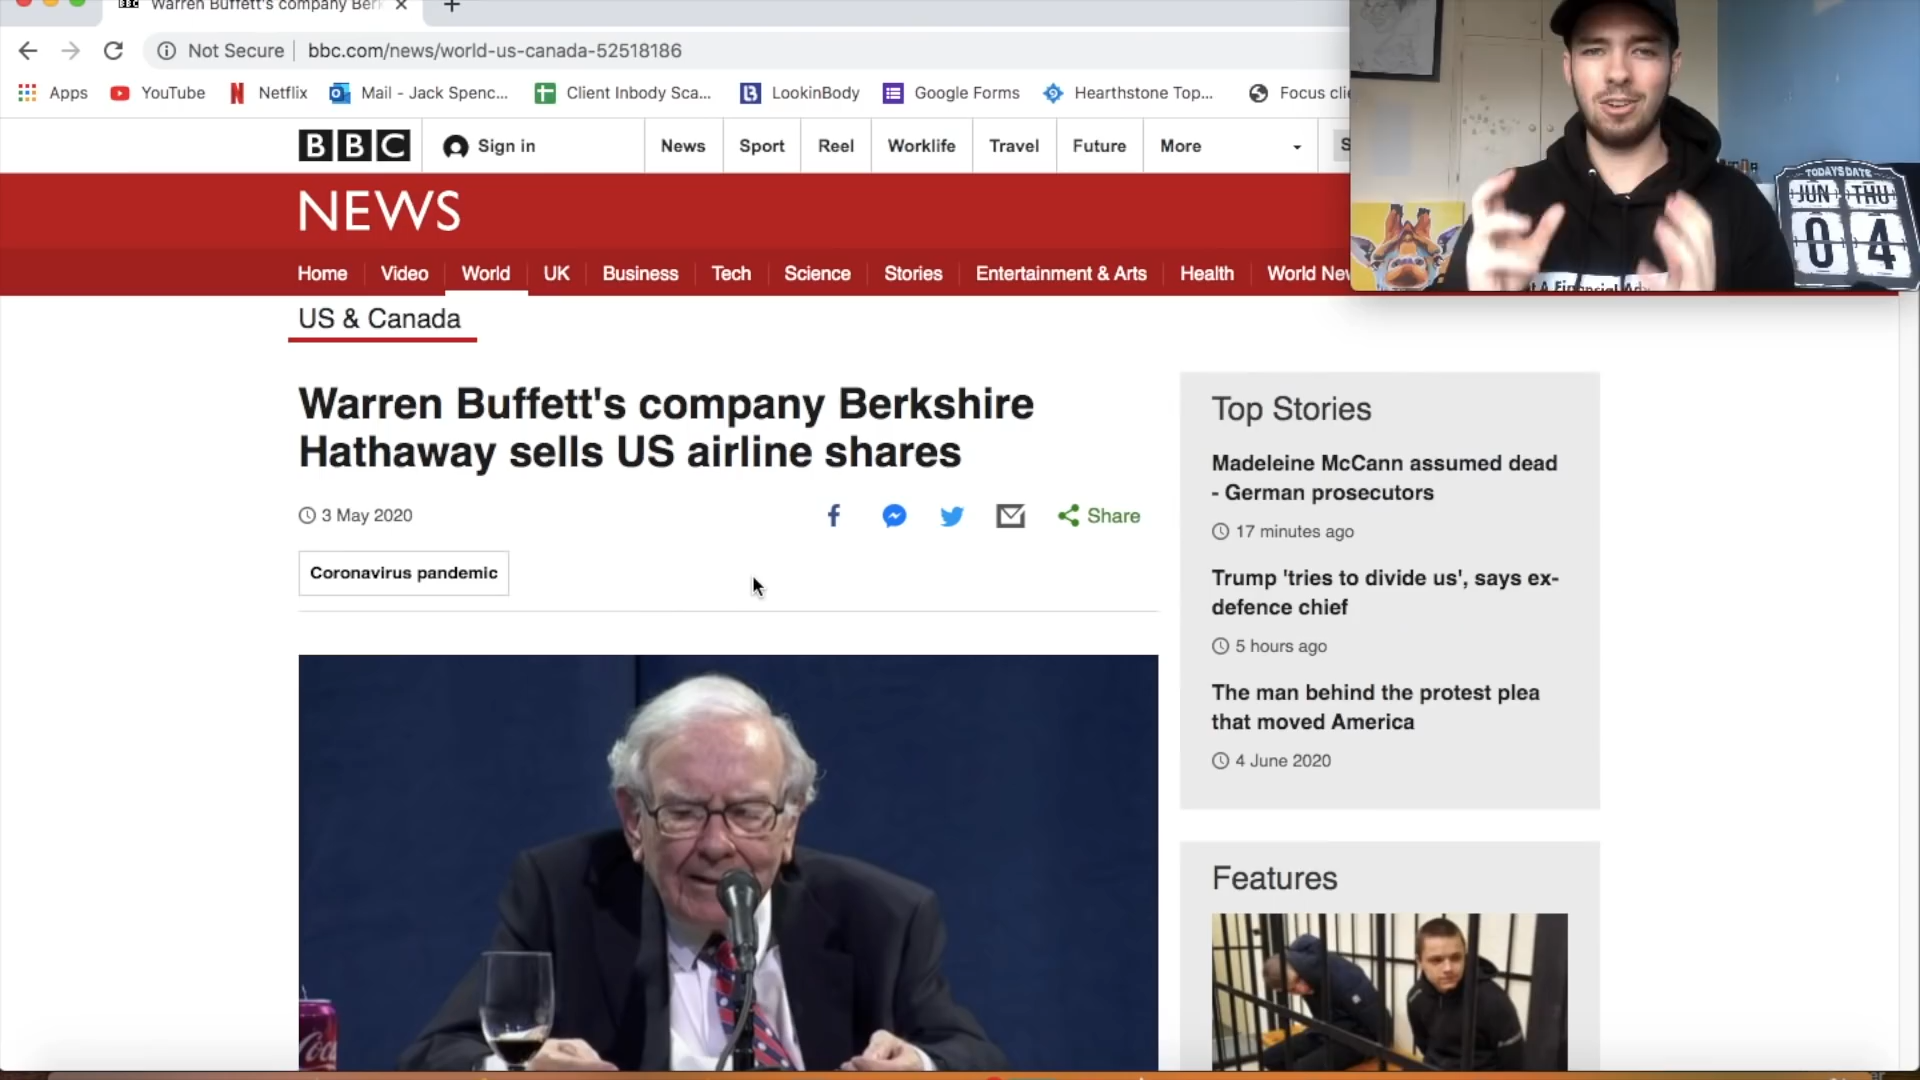 BBC Warren Buffett's company Ber
Not Secure bbc.com/news/world-us-canada-52518186
Apps YouTube Netflix Mail - Jack Spenc... Client Inbody Sca... LookinBody Google Forms Hearthstone Top... Focus clie
BBC Sign in News Sport Reel Worklife Travel Future More S
NEWS
Home Video World UK Business Tech Science Stories Entertainment & Arts Health World New
TODAYS DATE
JUN THU
04
US & Canada
Warren Buffett's company Berkshire
Hathaway sells US airline shares
3 May 2020
Share
Coronavirus pandemic
Top Stories
Madeleine McCann assumed dead
- German prosecutors
17 minutes ago
Trump 'tries to divide us', says ex-
defence chief
5 hours ago
The man behind the protest plea
that moved America
4 June 2020
Features